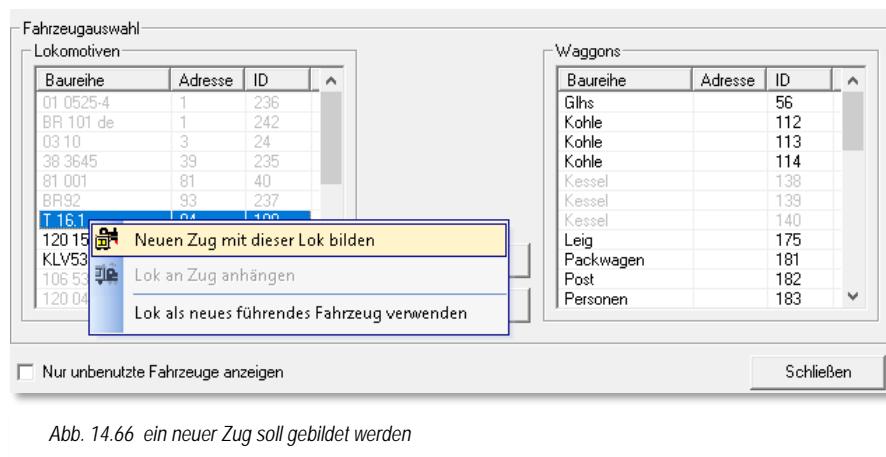 Fahrzeugauswahl
Lokomotiven
Baureihe Adresse ID
01 0525-4 1 236
BR 101 de 1 242
03 10 3 24
38 3645 39 235
81 001 81 40
BR92 93 237
T 16.1
120 15
KLV53
106 53
120 04
Neuen Zug mit dieser Lok bilden
Lok an Zug anhängen
Lok als neues führendes Fahrzeug verwenden
Waggons
Baureihe Adresse ID
Glhs 56
Kohle 112
Kohle 113
Kohle 114
Kessel 138
Kessel 139
Kessel 140
Leig 175
Packwagen 181
Post 182
Personen 183
Nur unbenutzte Fahrzeuge anzeigen
Schließen
Abb. 14.66 ein neuer Zug soll gebildet werden